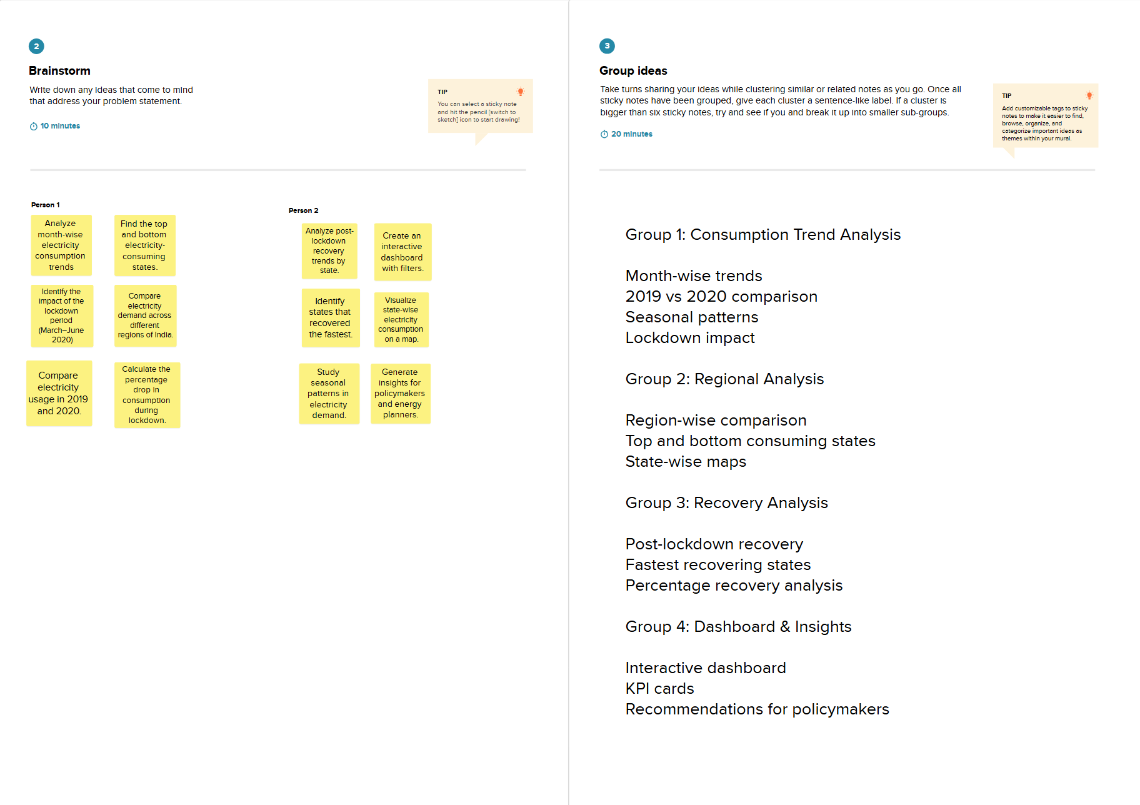 2
Brainstorm
Write down any ideas that come to mind
that address your problem statement.
10 minutes
TIP
You can select a sticky note
and hit the pencil [switch to
sketch] icon to start drawing!
Person 1
Analyze
month-wise
electricity
consumption
trends
Find the top
and bottom
electricity-
consuming
states.
Identify the
impact of the
lockdown
period
(March–June
2020)
Compare
electricity
demand across
different
regions of India.
Compare
electricity
usage in 2019
and 2020.
Calculate the
percentage
drop in
consumption
during
lockdown.
Person 2
Analyze post-
lockdown
recovery
trends by
state.
Create an
interactive
dashboard
with filters.
Identify
states that
recovered
the fastest.
Visualize
state-wise
electricity
consumption
on a map.
Study
seasonal
patterns in
electricity
demand.
Generate
insights for
policymakers
and energy
planners.
3
Group ideas
Take turns sharing your ideas while clustering similar or related notes as you go. Once all
sticky notes have been grouped, give each cluster a sentence-like label. If a cluster is
bigger than six sticky notes, try and see if you and break it up into smaller sub-groups.
20 minutes
TIP
Add customizable tags to sticky
notes to make it easier to find,
browse, organize, and
categorize important ideas as
themes within your mural.
Group 1: Consumption Trend Analysis
Month-wise trends
2019 vs 2020 comparison
Seasonal patterns
Lockdown impact
Group 2: Regional Analysis
Region-wise comparison
Top and bottom consuming states
State-wise maps
Group 3: Recovery Analysis
Post-lockdown recovery
Fastest recovering states
Percentage recovery analysis
Group 4: Dashboard & Insights
Interactive dashboard
KPI cards
Recommendations for policymakers